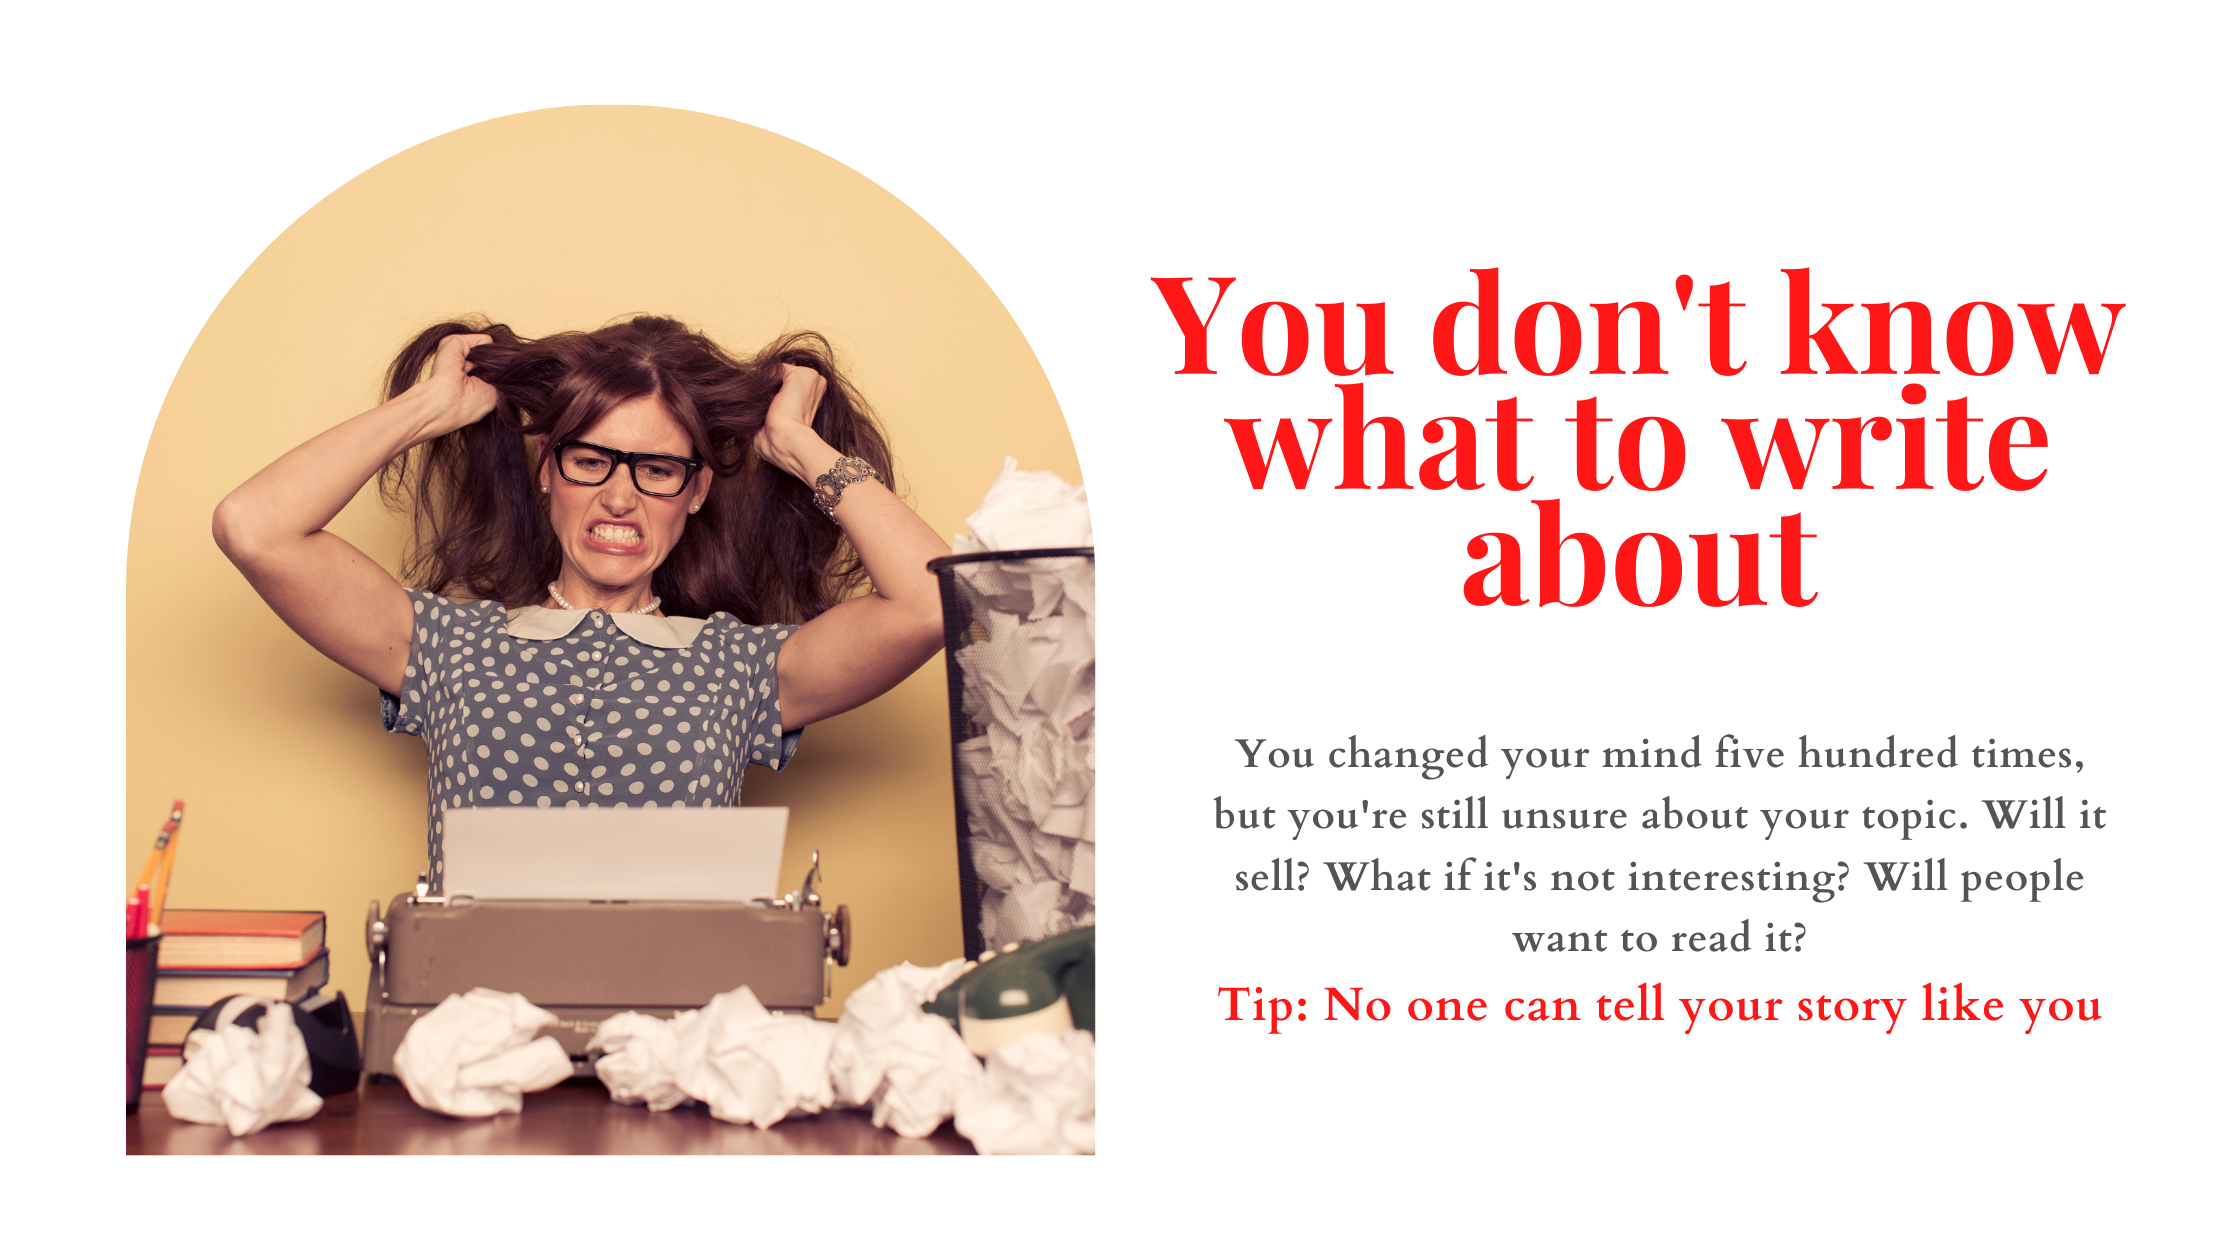 You don't know
what to write
about
You changed your mind five hundred times,
but you're still unsure about your topic. Will it
sell? What if it's not interesting? Will people
want to read it?
Tip: No one can tell your story like you